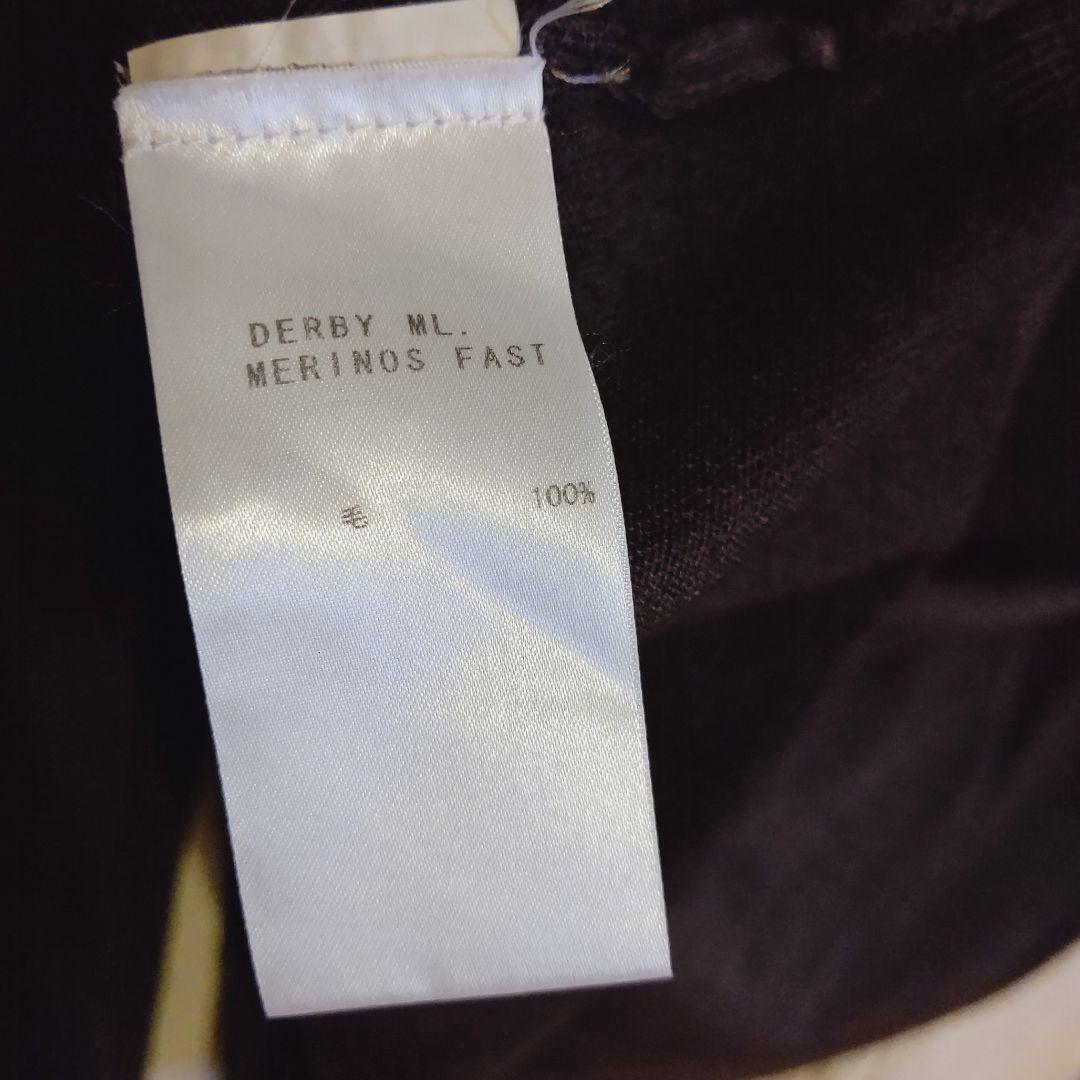 DERBY ML.
MERINOS FAST
毛 100%